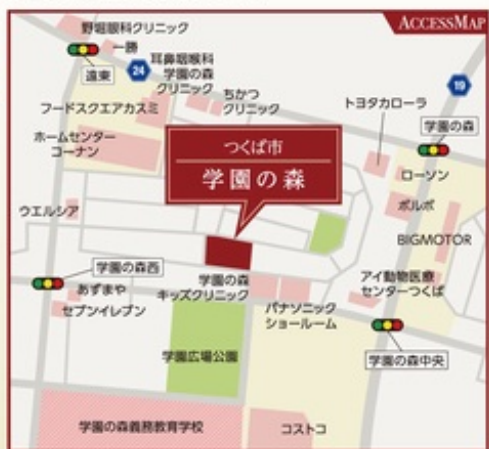 ACCESSMAP
野堀眼科クリニック
一勝
遠東
24
耳鼻咽喉科
学園の森
クリニック
ちかつ
クリニック
トヨタカローラ
19
学園の森
フードスクエアカスミ
ホームセンター
コーナン
つくば市
学園の森
ローソン
ボルボ
ウエルシア
BIGMOTOR
学園の森西
あずまや
セブンイレブン
学園の森
キッズクリニック
パナソニック
ショールーム
アイ動物医療
センターつくば
学園広場公園
学園の森中央
学園の森義務教育学校
コストコ